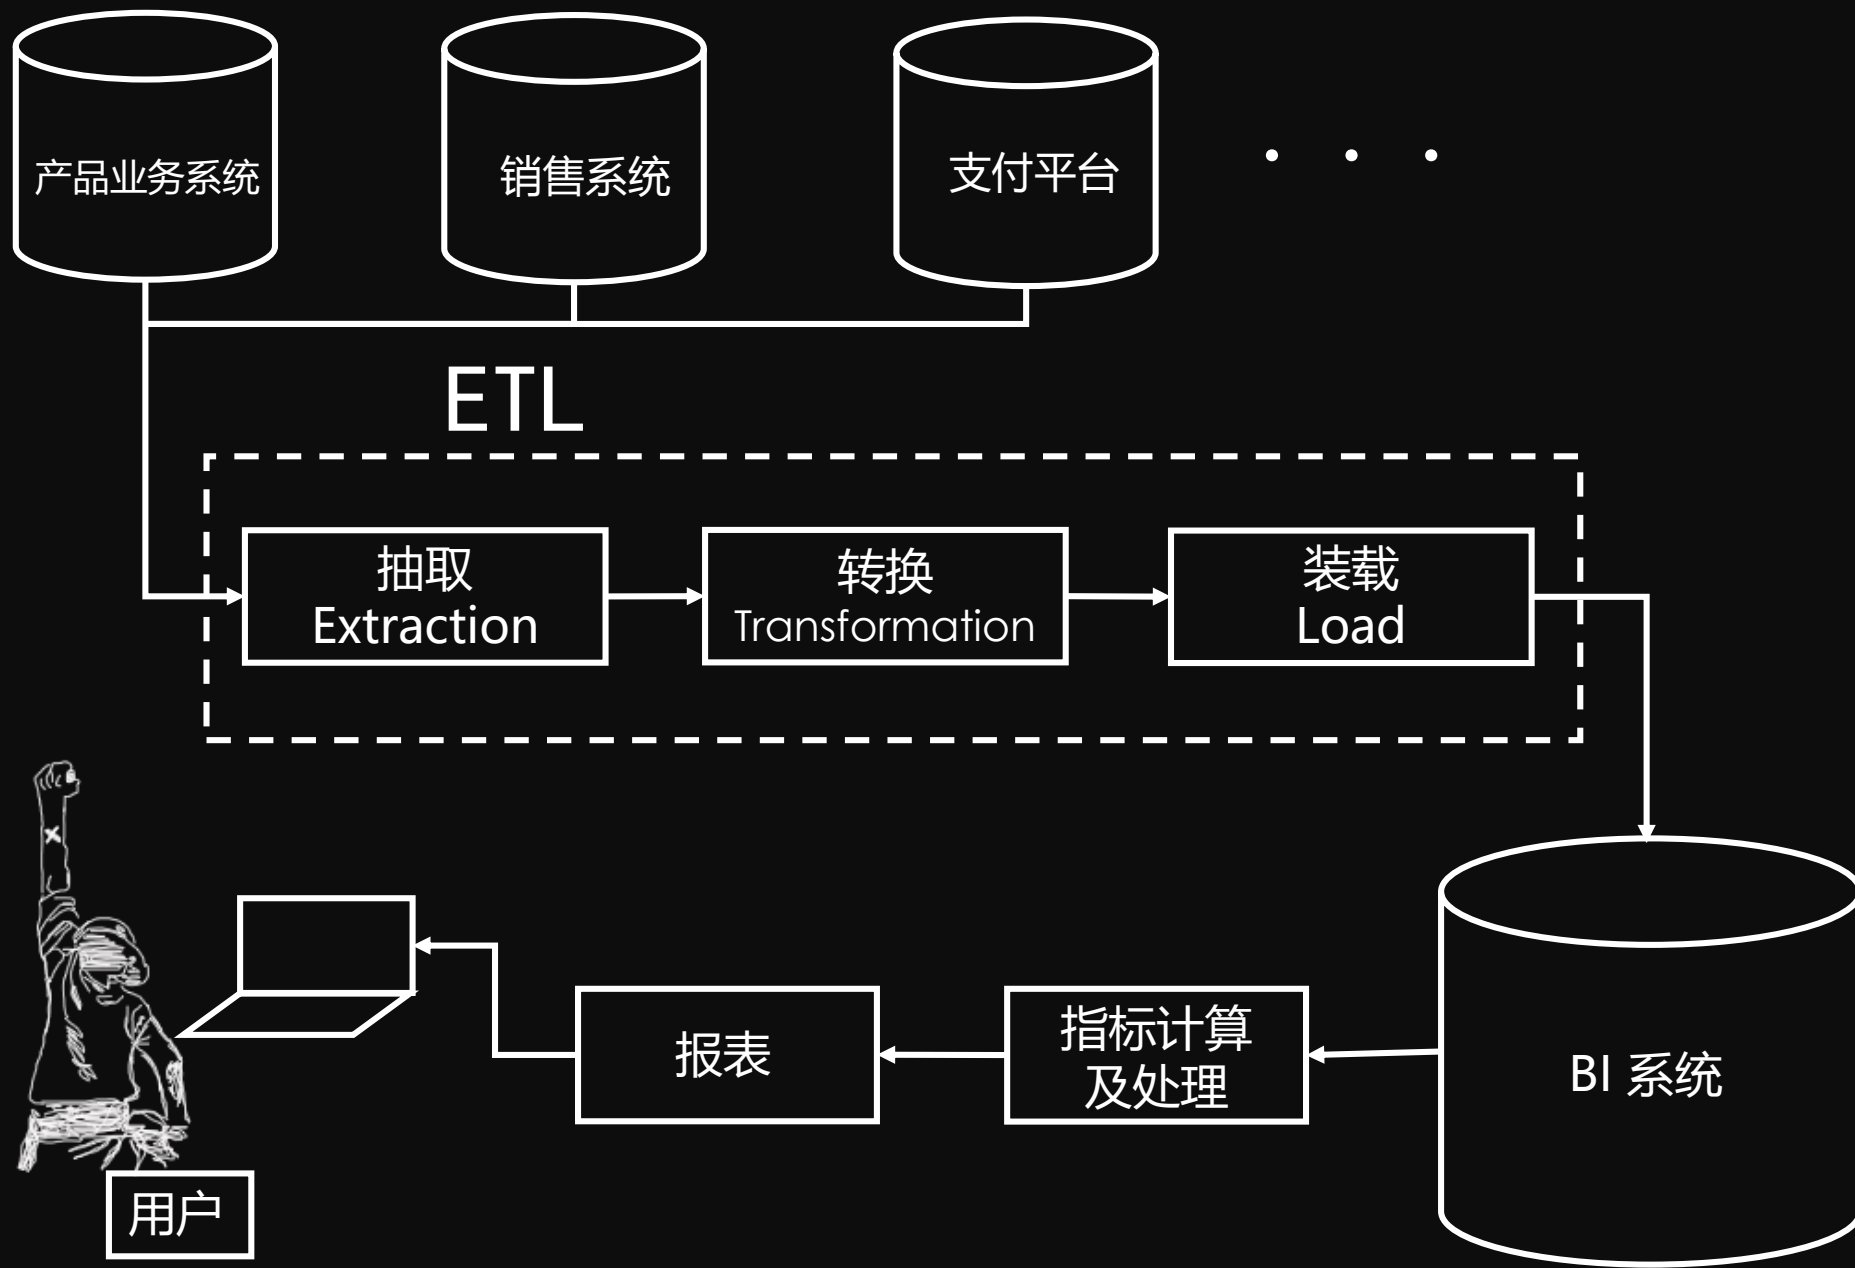 产品业务系统
销售系统
支付平台
· · ·
ETL
抽取
Extraction
转换
Transformation
装载
Load
BI 系统
指标计算
及处理
报表
用户